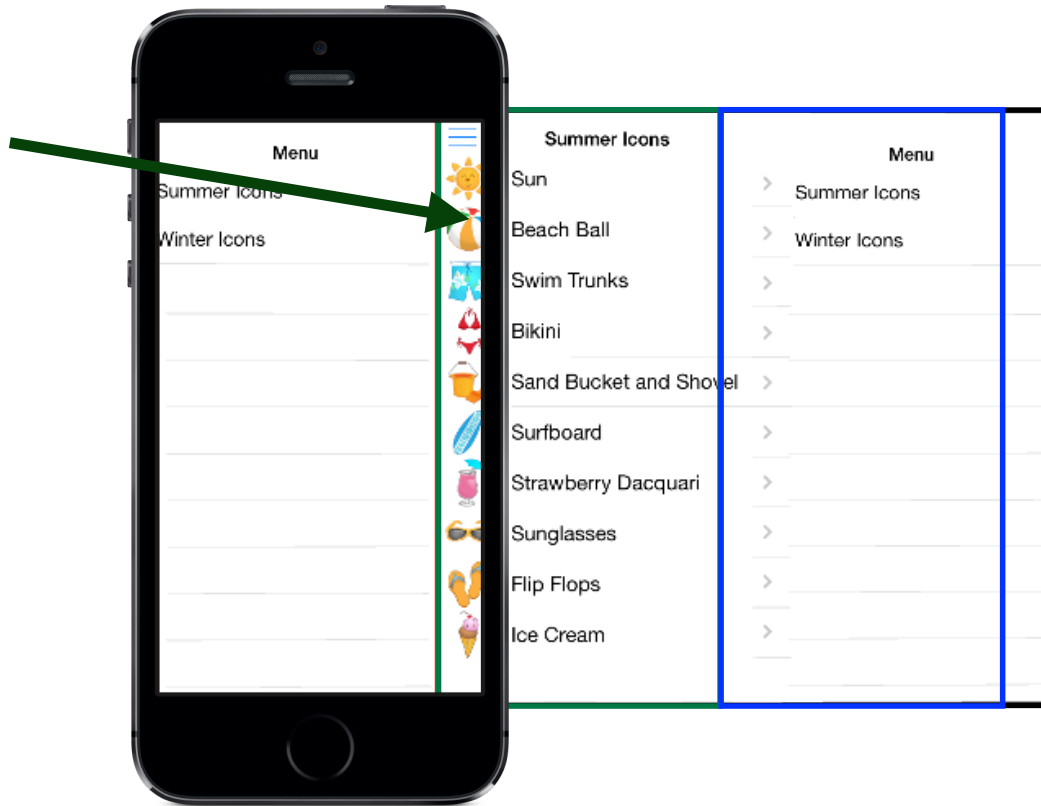 Menu
Summer Icons
Winter Icons
Summer Icons
Sun
Beach Ball
Swim Trunks
Bikini
Sand Bucket and Shovel
Surfboard
Strawberry Dacquari
Sunglasses
Flip Flops
Ice Cream
Menu
Summer Icons
Winter Icons